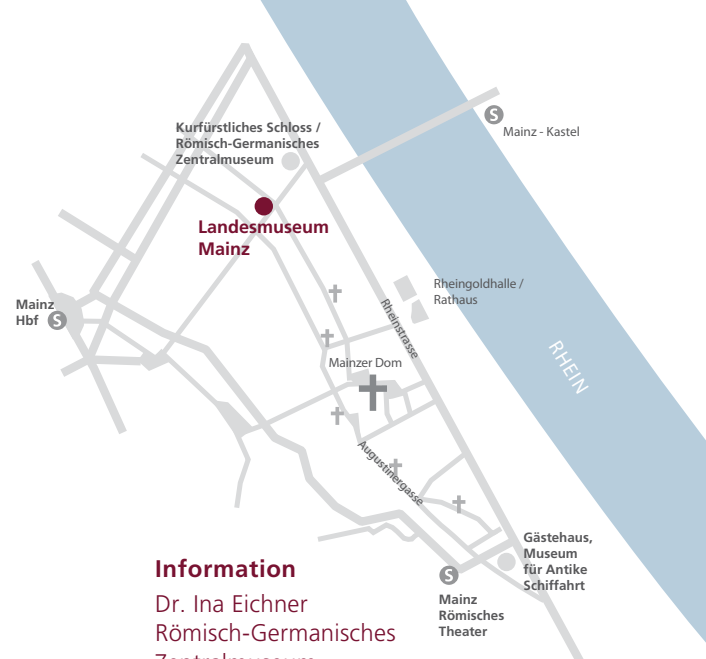 Kurfürstliches Schloss /
Römisch-Germanisches
Zentralmuseum
S
Mainz - Kastel
Landesmuseum
Mainz
Rheingoldhalle /
Rathaus
Mainz
Hbf S
Rheinstrasse
RHEIN
Mainzer Dom
Augustinergasse
Gästehaus,
Museum
für Antike
Schiffahrt
S
Mainz
Römisches
Theater
Information
Dr. Ina Eichner
Römisch-Germanisches
Zentralmuseum